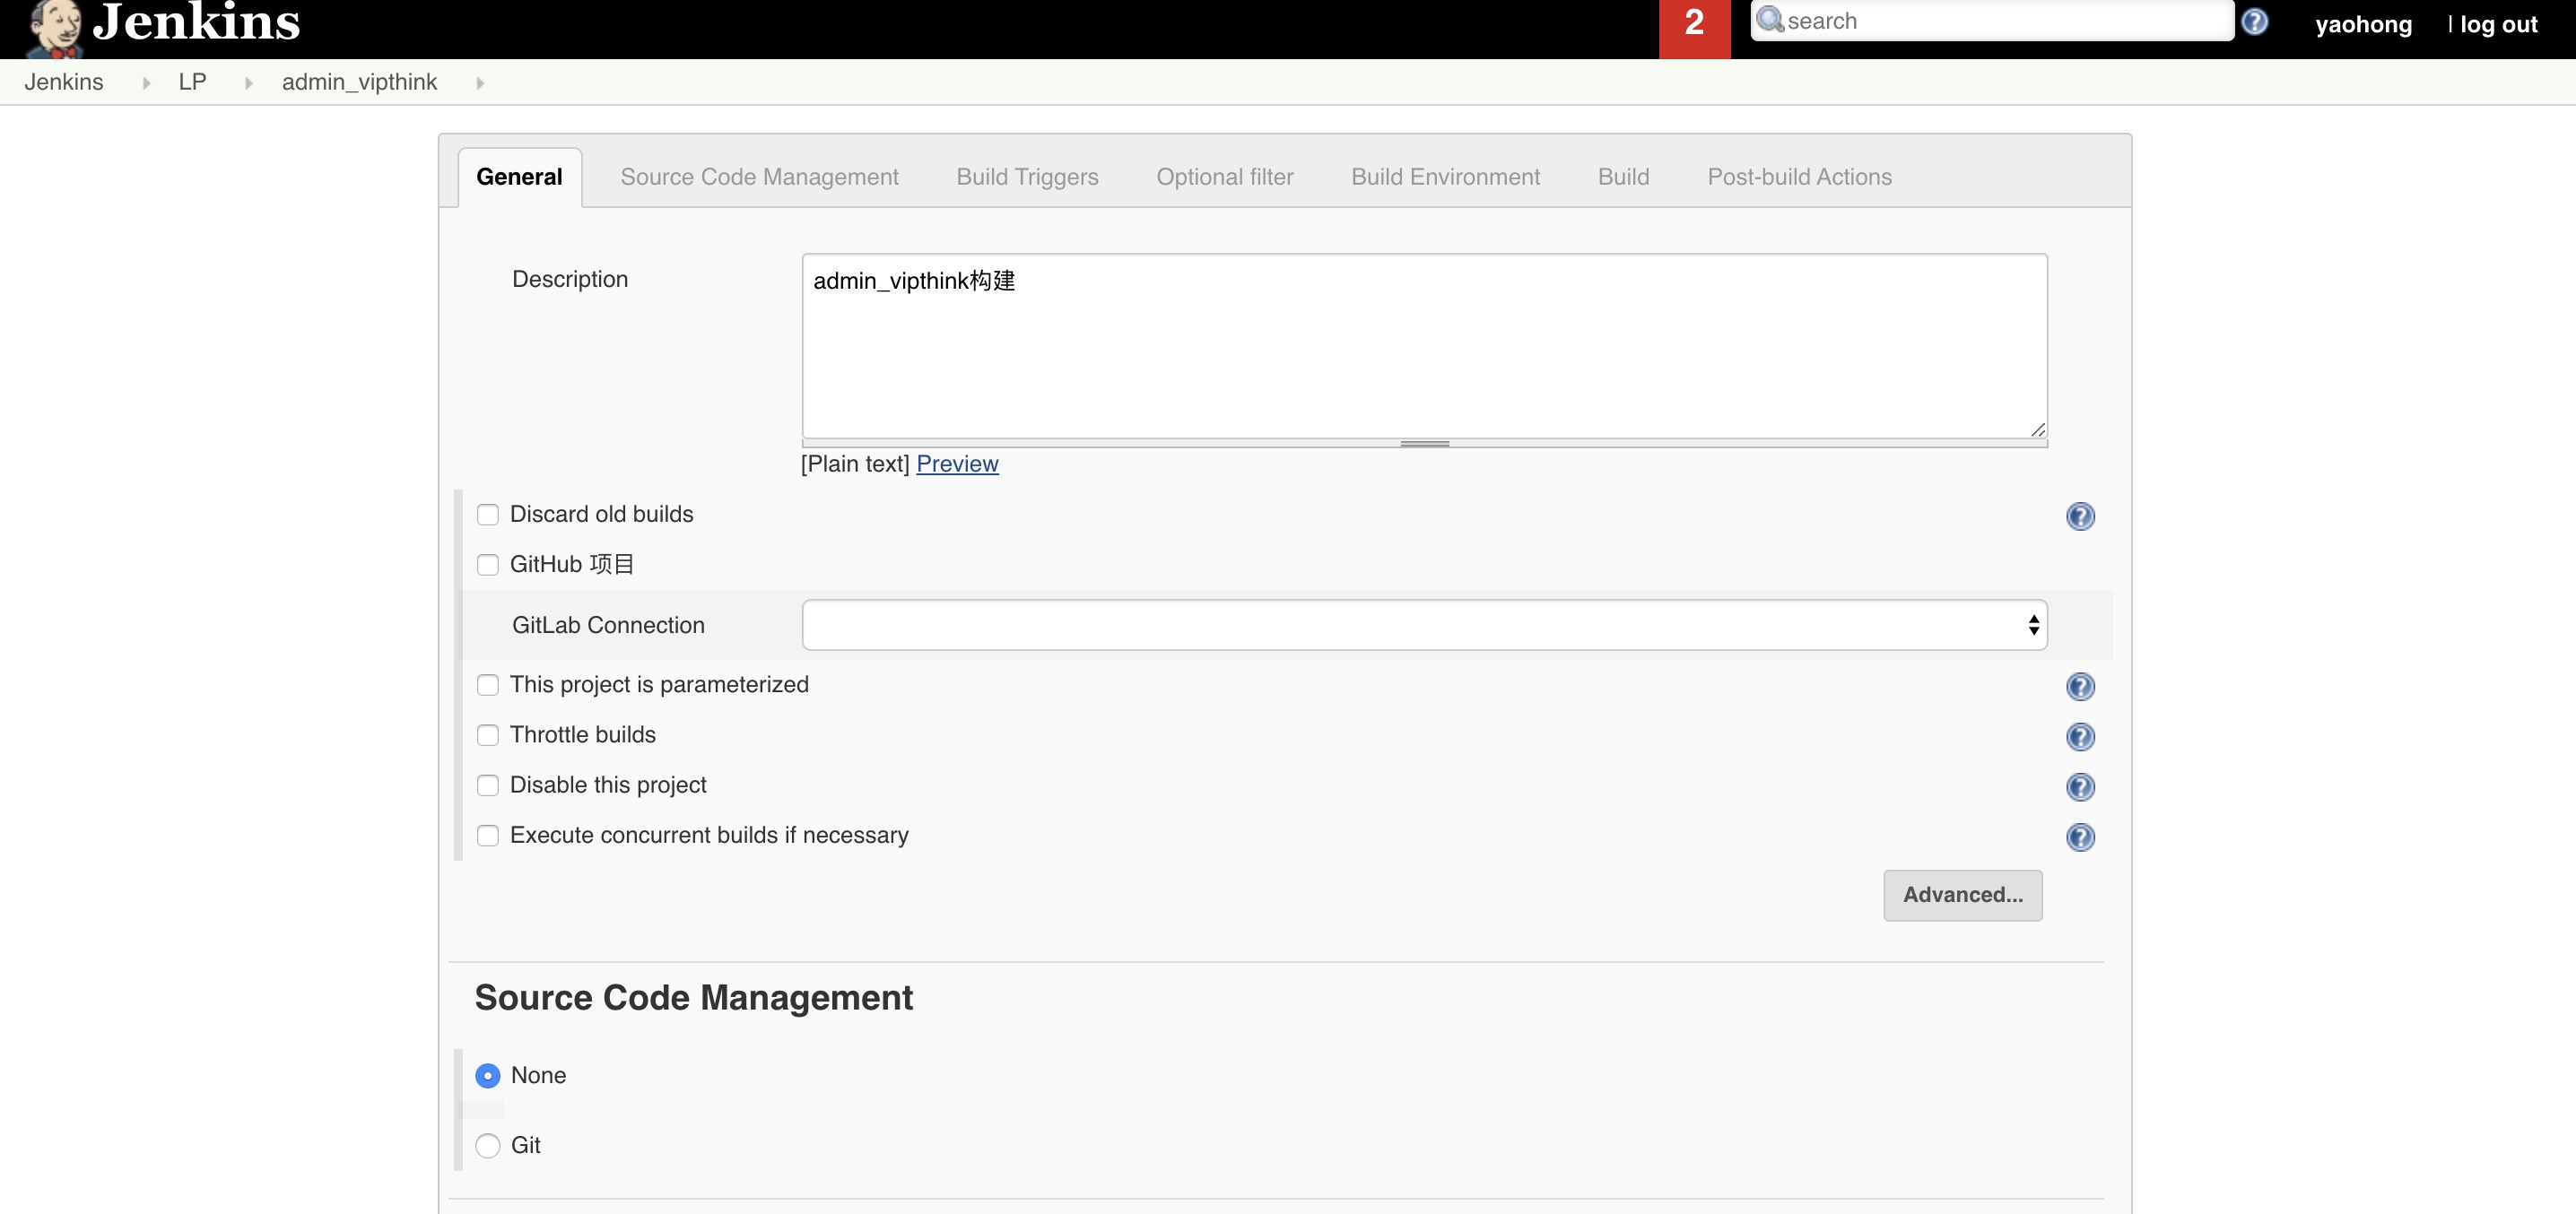 Jenkins
2
search
yaohong
| log out
Jenkins
LP
admin_vipthink
General
Source Code Management
Build Triggers
Optional filter
Build Environment
Build
Post-build Actions
Description
admin_vipthink构建
[Plain text] Preview
Discard old builds
GitHub 项目
GitLab Connection
This project is parameterized
Throttle builds
Disable this project
Execute concurrent builds if necessary
Advanced...
Source Code Management
None
Git